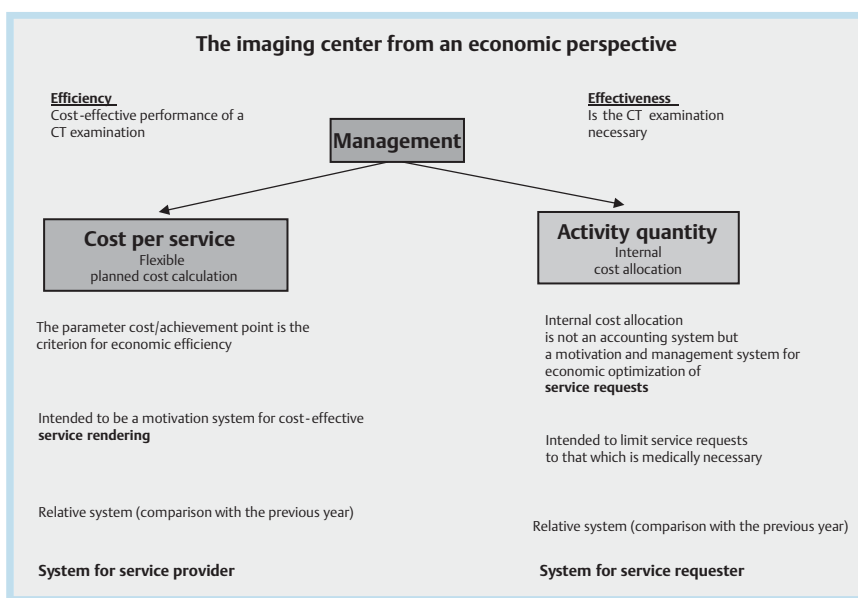 The imaging center from an economic perspective
Efficiency
Cost-effective performance of a
CT examination
Effectiveness
Is the CT examination
necessary
Management
Cost per service
Flexible
planned cost calculation
Activity quantity
Internal
cost allocation
The parameter cost/achievement point is the
criterion for economic efficiency
Intended to be a motivation system for cost-effective
service rendering
Relative system (comparison with the previous year)
System for service provider
Internal cost allocation
is not an accounting system but
a motivation and management system for
economic optimization of
service requests
Intended to limit service requests
to that which is medically necessary
Relative system (comparison with the previous year)
System for service requester